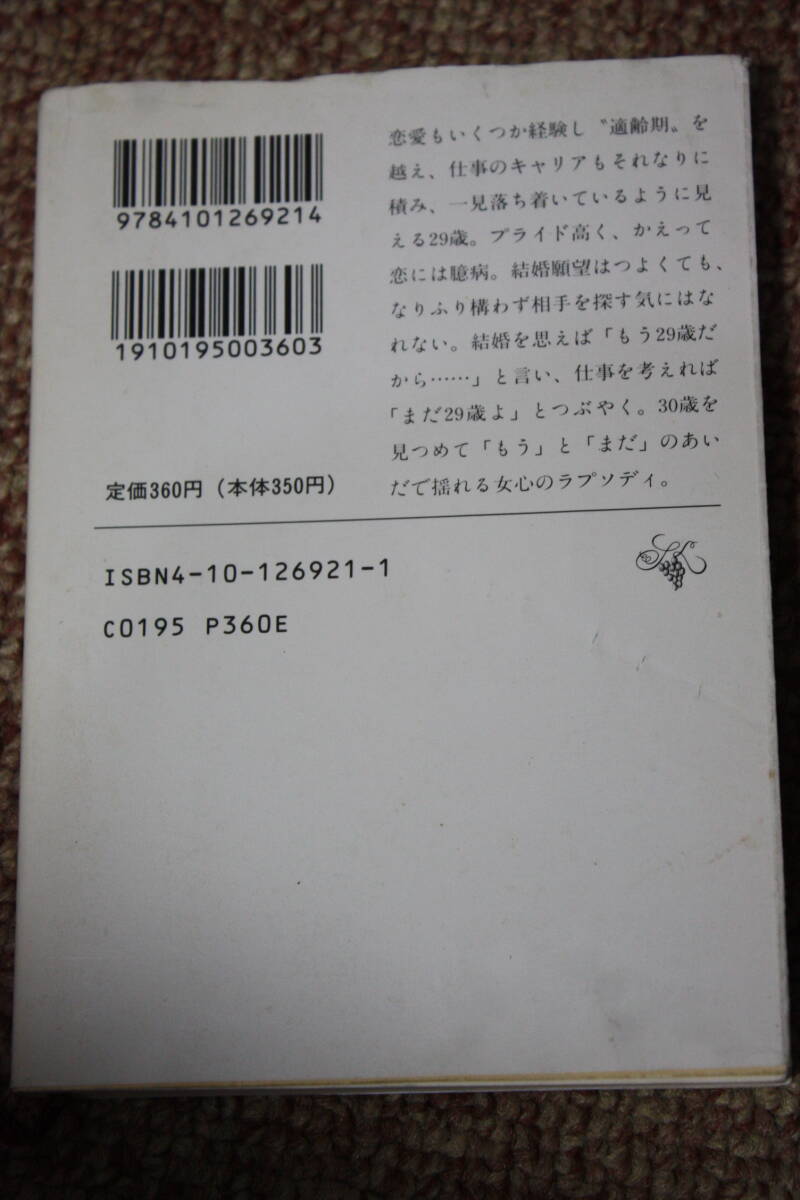 9784101269214
1910195003603
定価360円(本体350円)
恋愛もいくつか経験し〝適齢期〟を
越え、仕事のキャリアもそれなりに
積み、一見落ち着いているように見
える29歳。プライド高く、かえって
恋には臆病。結婚願望はつよくても、
なりふり構わず相手を探す気にはな
れない。結婚を思えば「もう29歳だ
から……」と言い、仕事を考えれば
「まだ29歳よ」とつぶやく。30歳を
見つめて「もう」と「まだ」のあい
だで揺れる女心のラプソディ。
ISBN4-10-126921-1
C0195 P360E